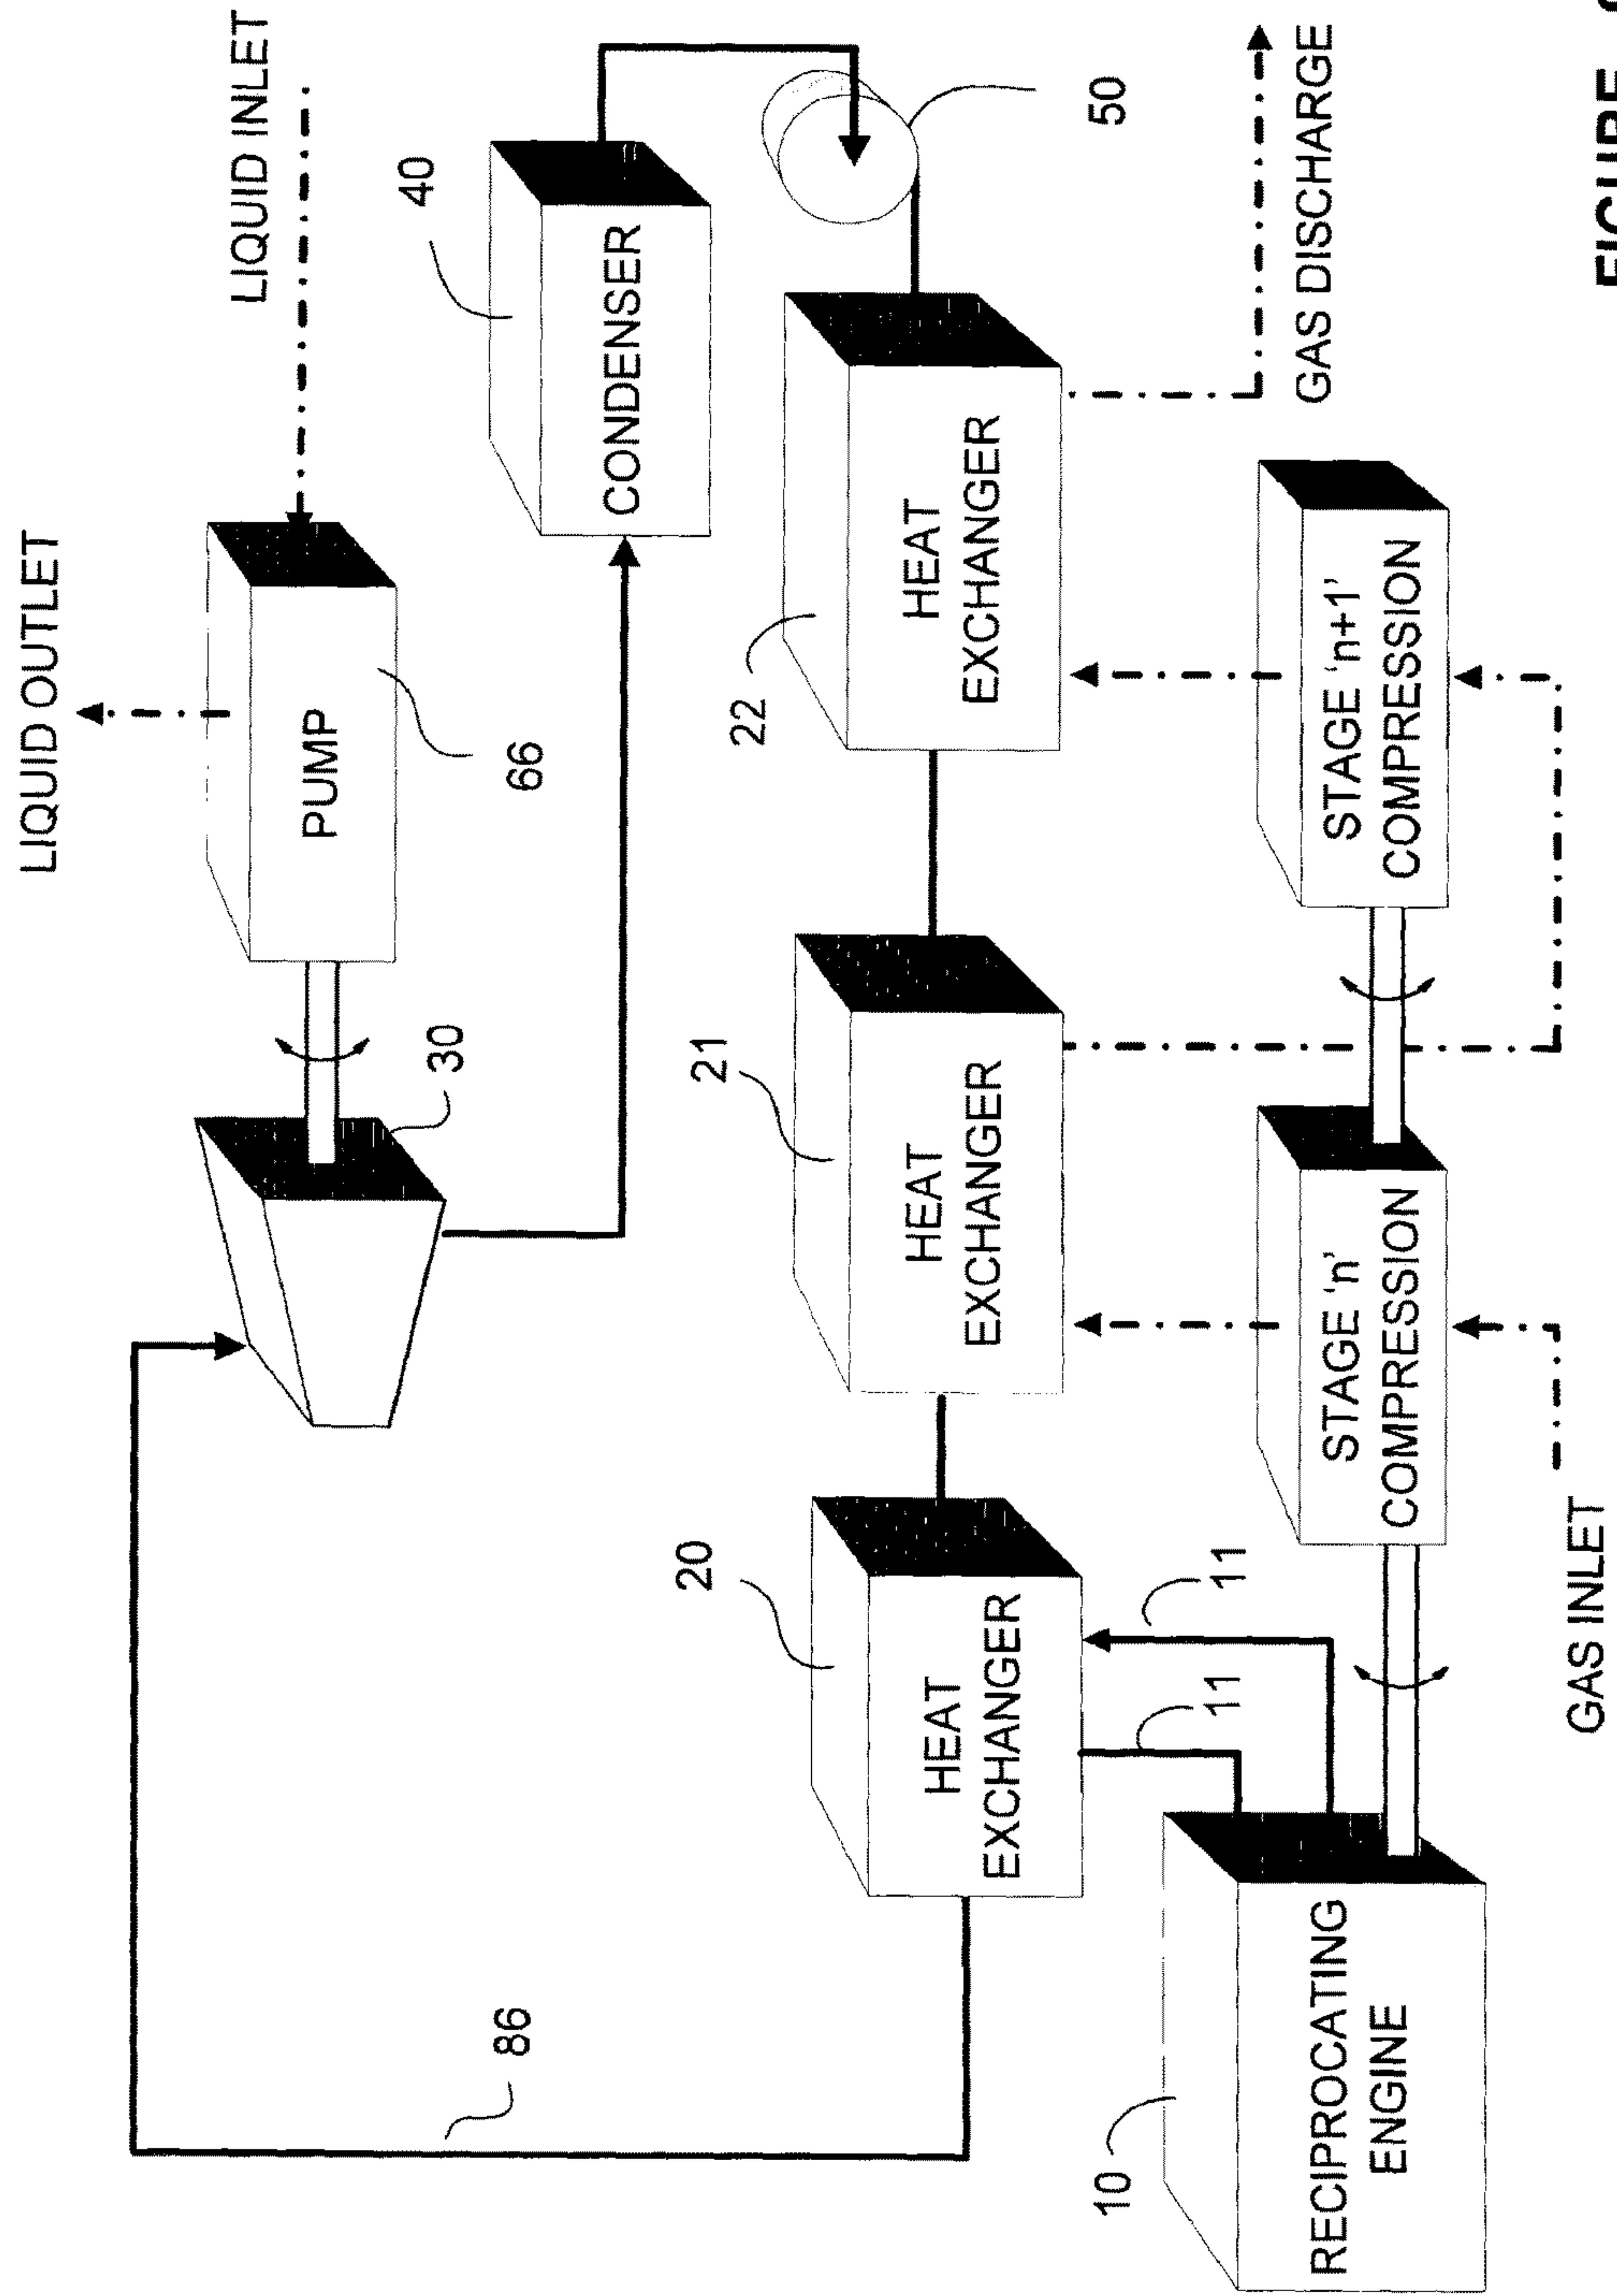 LIQUID OUTLET
LIQUID INLET
PUMP
66
30
40
CONDENSER
86
50
20
HEAT
EXCHANGER
21
HEAT
EXCHANGER
22
HEAT
EXCHANGER
11
11
10
RECIPROCATING
ENGINE
STAGE ‘n’
COMPRESSION
STAGE ‘n+1’
COMPRESSION
GAS INLET
GAS DISCHARGE
FIGURE